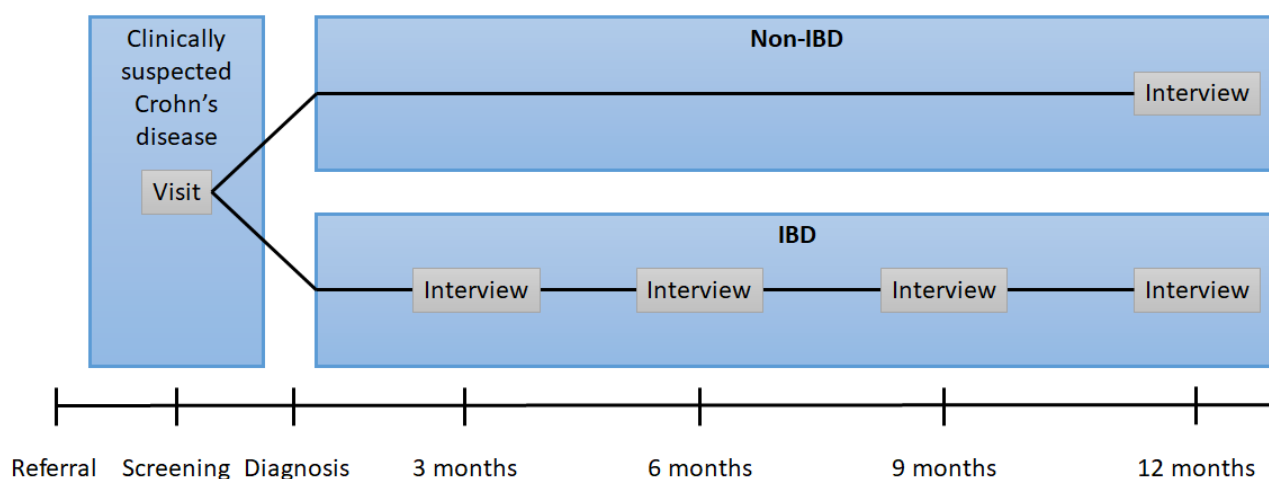 Clinically
suspected
Crohn's
disease
Visit
Non-IBD
Interview
IBD
Interview Interview Interview Interview
Referral Screening Diagnosis 3 months 6 months 9 months 12 months